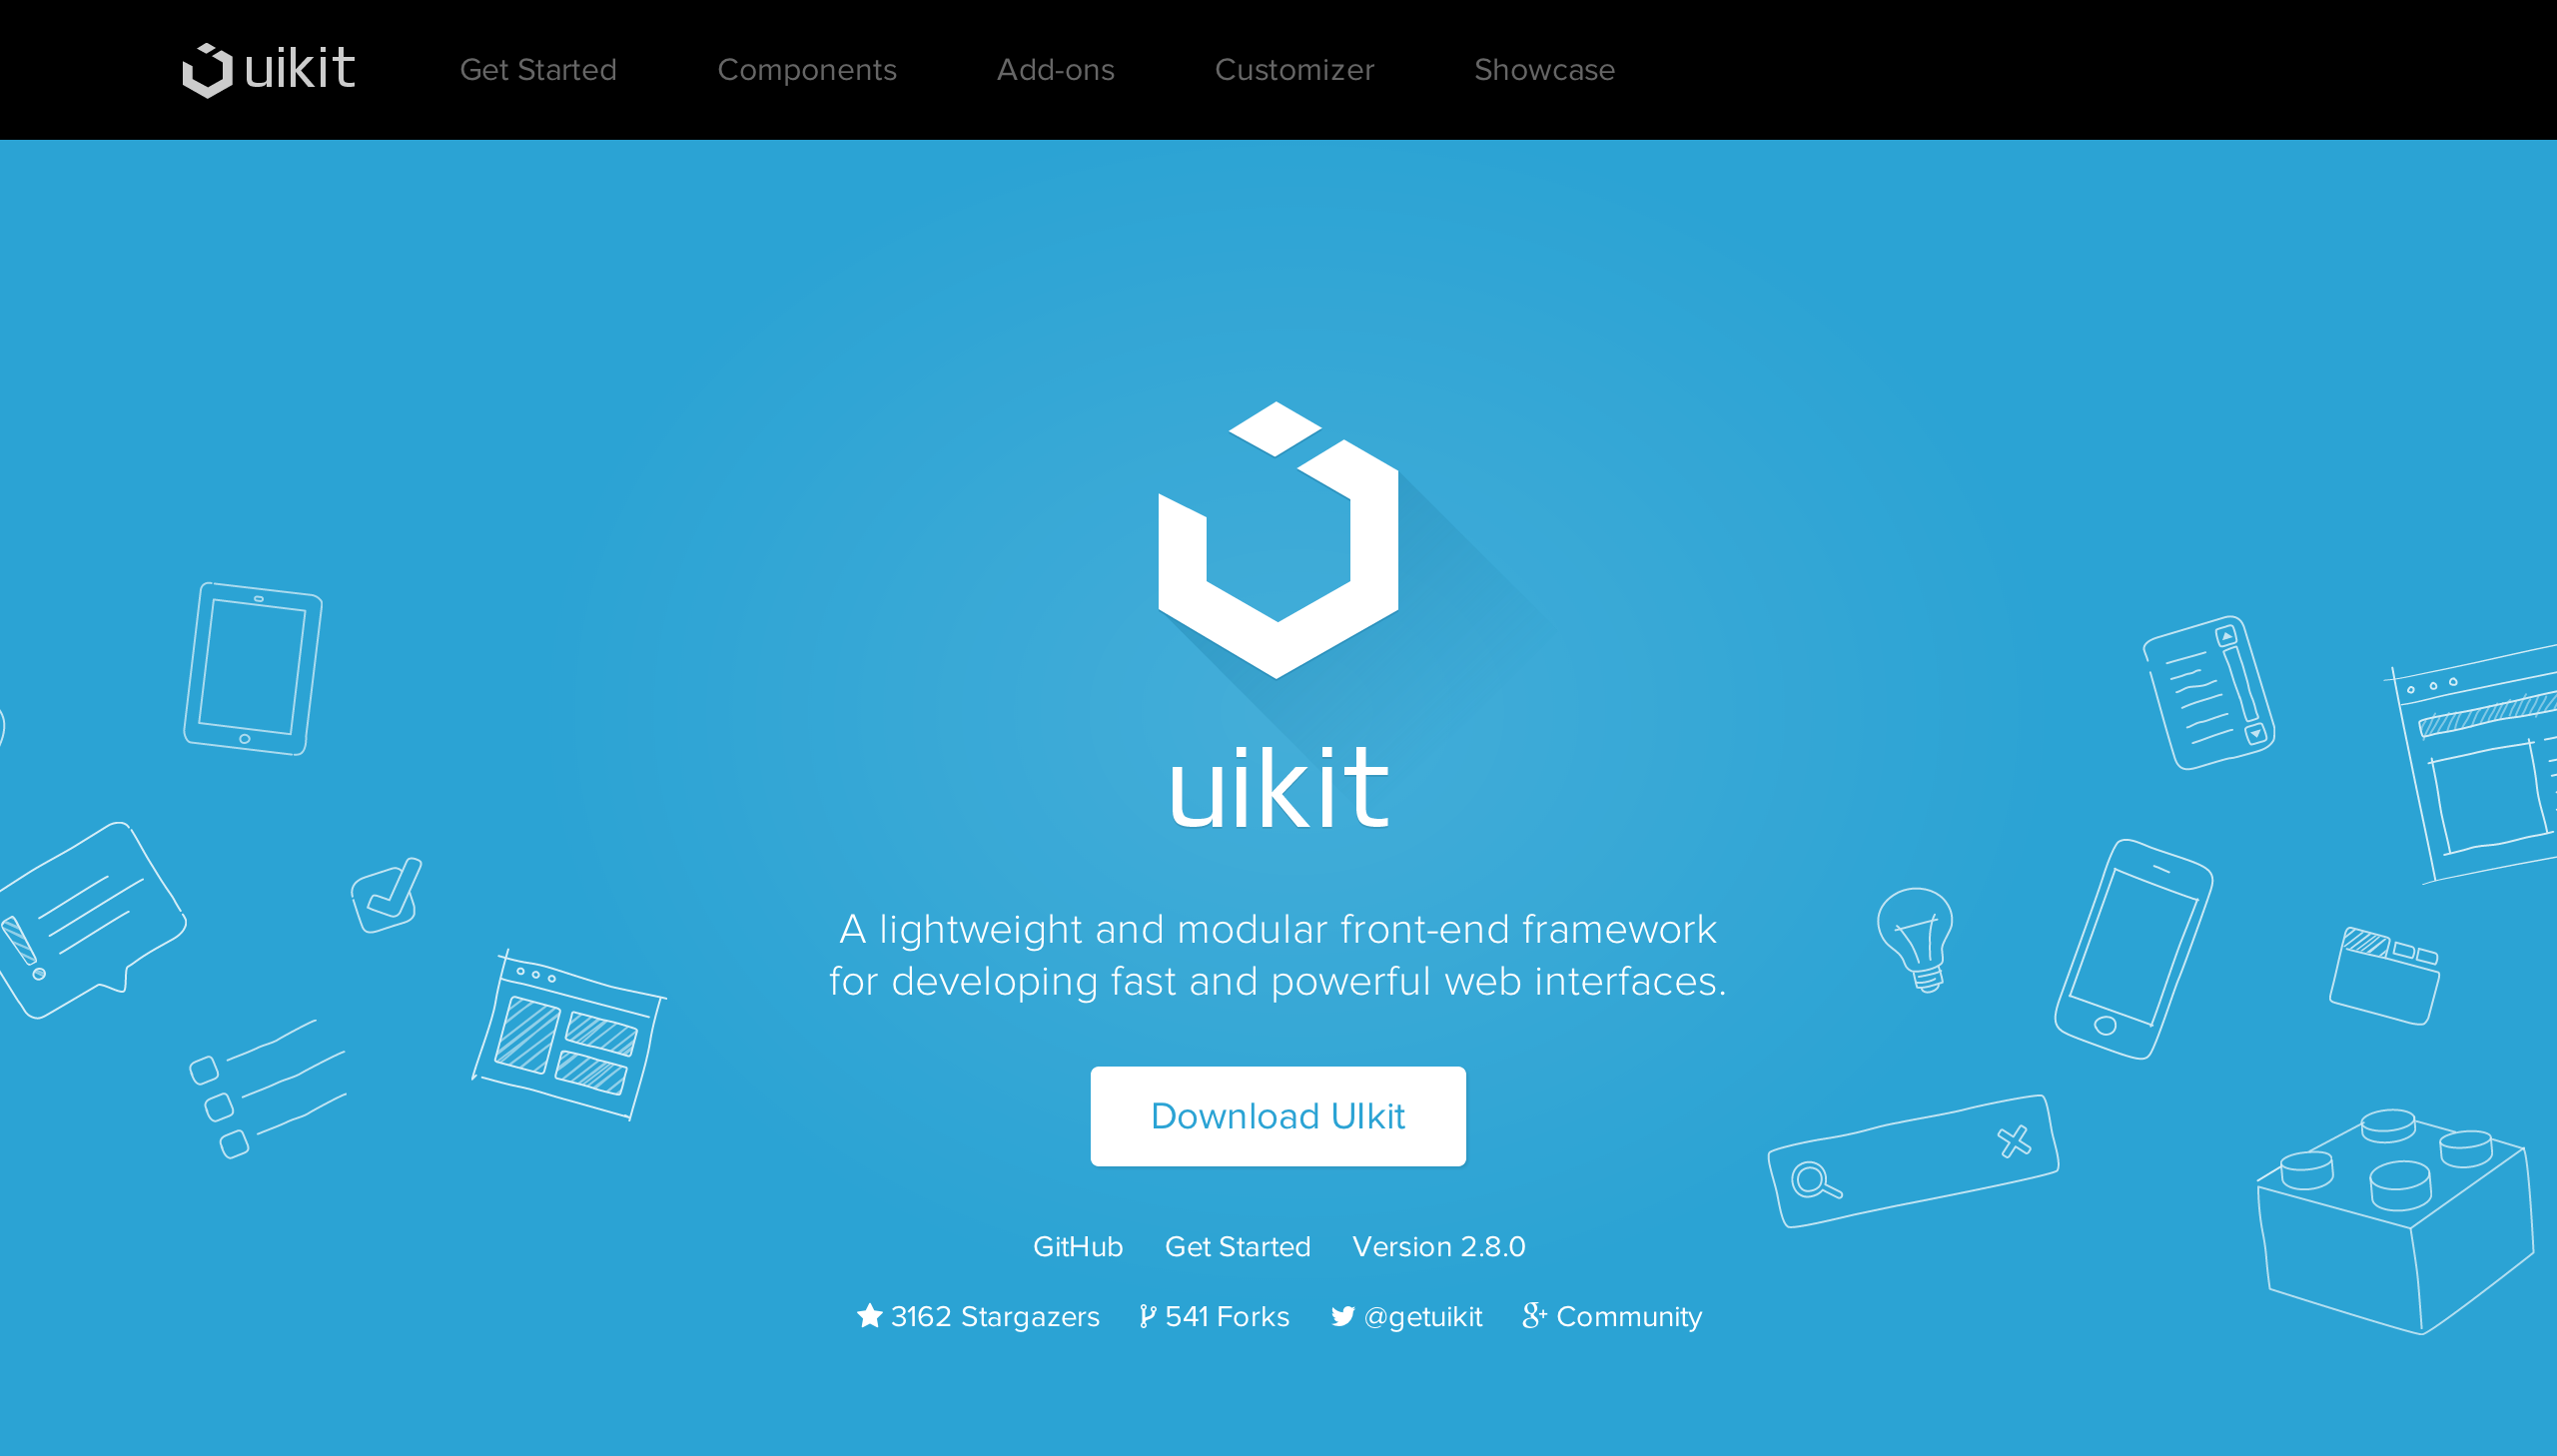 uikit Get Started Components Add-ons Customizer Showcase
uikit
A lightweight and modular front-end framework
for developing fast and powerful web interfaces.
Download UIkit
GitHub Get Started Version 2.8.0
3162 Stargazers 541 Forks @getuikit g+ Community